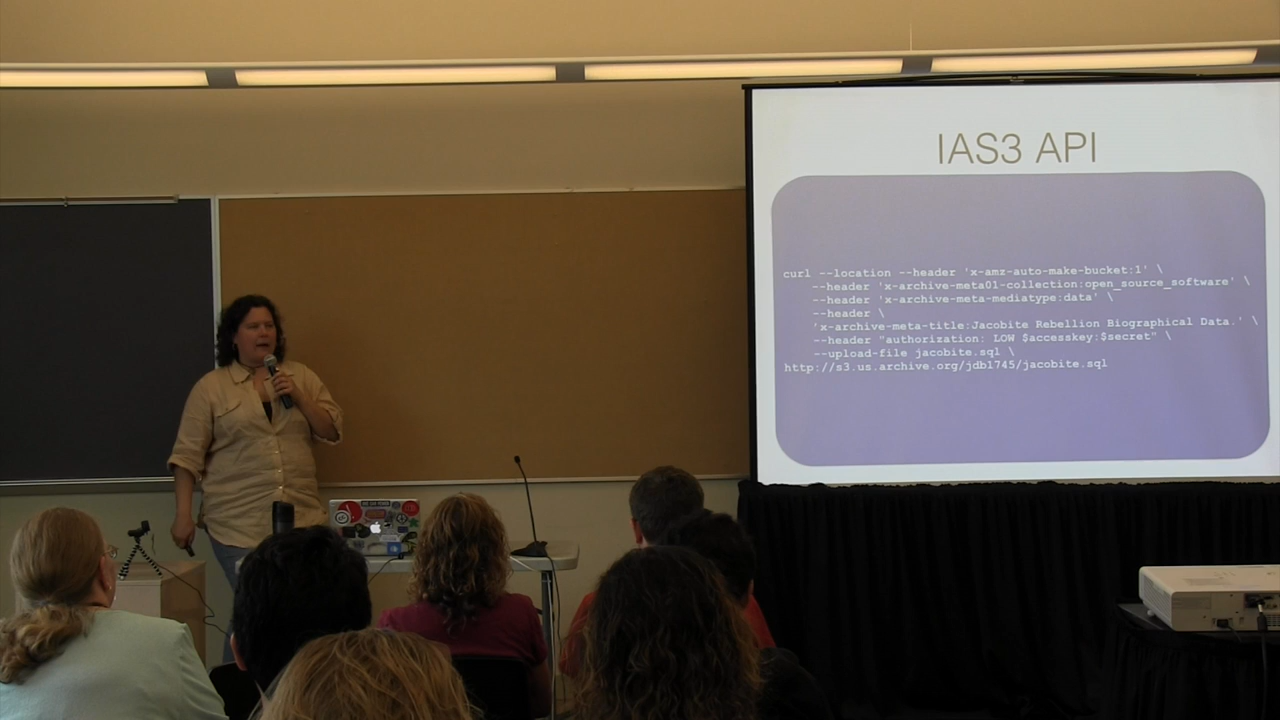 IAS3 API
curl --location --header 'x-amz-auto-make-bucket:1' \
--header 'x-archive-meta01-collection:open_source_software' \
--header 'x-archive-meta-mediatype:data' \
--header \
'x-archive-meta-title:Jacobite Rebellion Biographical Data.' \
--header "authorization: LOW $accesskey:$secret" \
--upload-file jacobite.sql \
http://s3.us.archive.org/jdb1745/jacobite.sql